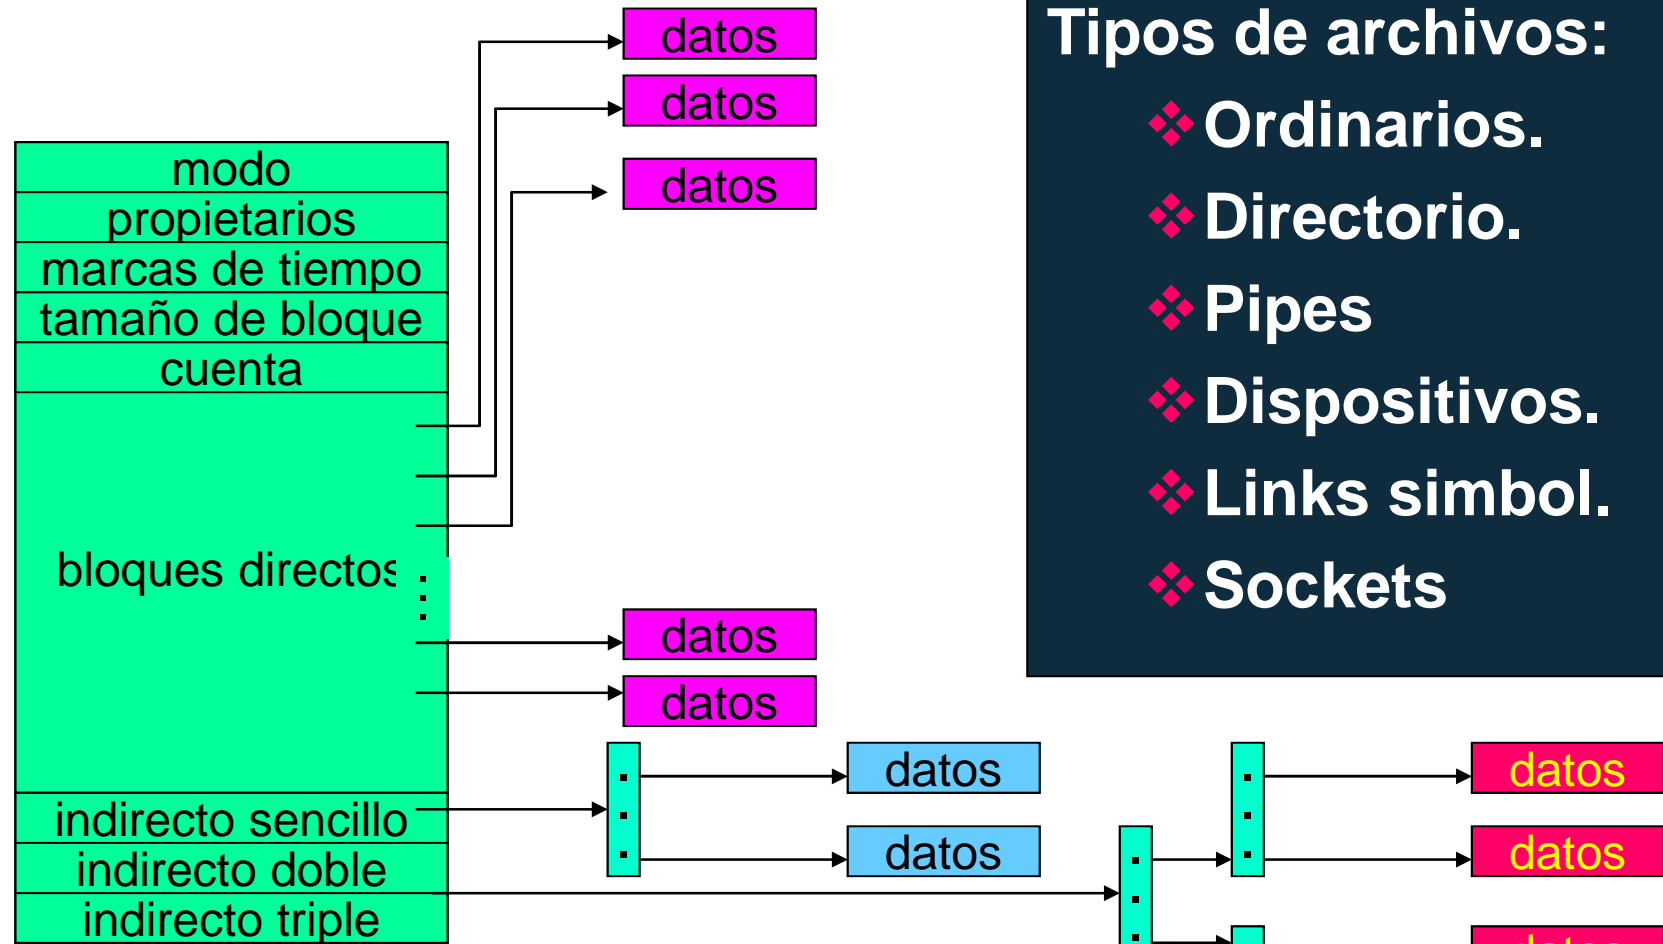 Tipos de archivos:
Ordinarios.
Directorio.
Pipes
Dispositivos.
Links simbol.
Sockets
datos
datos
datos
modo
propietarios
marcas de tiempo
tamaño de bloque
cuenta
bloques directos
datos
datos
indirecto sencillo
indirecto doble
indirecto triple
datos
datos
datos
datos
datos